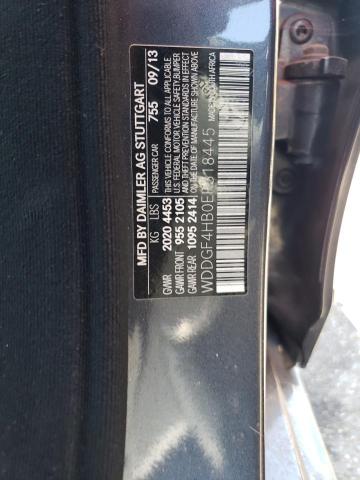 MFD BY DAIMLER AG STUTTGART
PASSENGER CAR 755 09/13
KG LBS
GVWR 2020 4453
GAWR FRONT 955 2105
GAWR REAR 1095 2414
THIS VEHICLE CONFORMS TO ALL APPLICABLE
FEDERAL MOTOR VEHICLE SAFETY, BUMPER
AND THEFT PREVENTION STANDARDS
IN EFFECT ON THE DATE OF MANUFACTURE
SHOWN ABOVE.
MADE IN SOUTH AFRICA